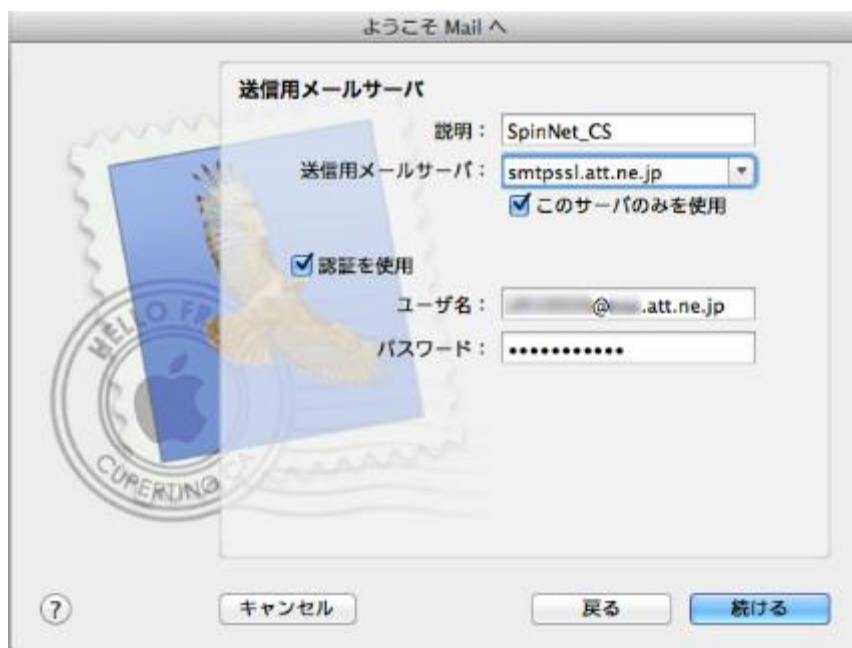 ようこそ Mail へ
送信用メールサーバ
説明： SpinNet_CS
送信用メールサーバ： smtpssl.att.ne.jp
このサーバのみを使用
認証を使用
ユーザ名： @ .att.ne.jp
パスワード： •••••••••••
HELLO FR
CUPERTINO CA
? キャンセル 戻る 続ける